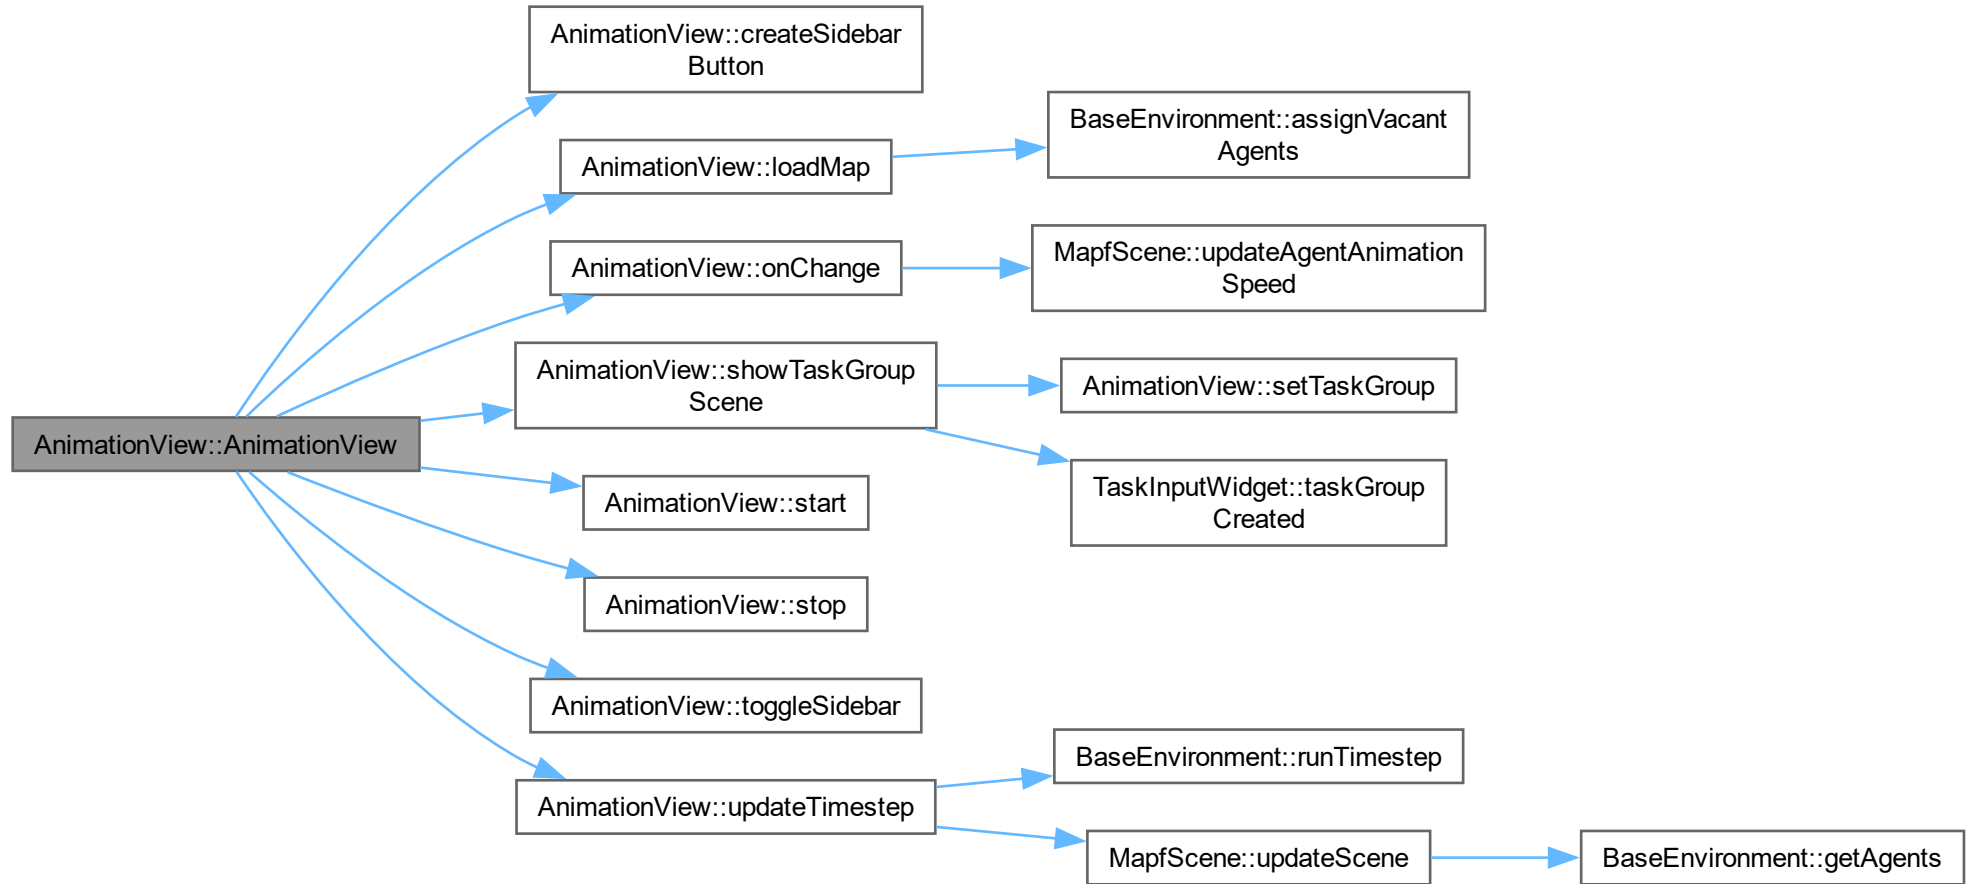 AnimationView::AnimationView
AnimationView::createSidebar
Button
AnimationView::loadMap
BaseEnvironment::assignVacant
Agents
AnimationView::onChange
MapfScene::updateAgentAnimation
Speed
AnimationView::showTaskGroup
Scene
AnimationView::setTaskGroup
TaskInputWidget::taskGroup
Created
AnimationView::start
AnimationView::stop
AnimationView::toggleSidebar
AnimationView::updateTimestep
BaseEnvironment::runTimestep
MapfScene::updateScene
BaseEnvironment::getAgents